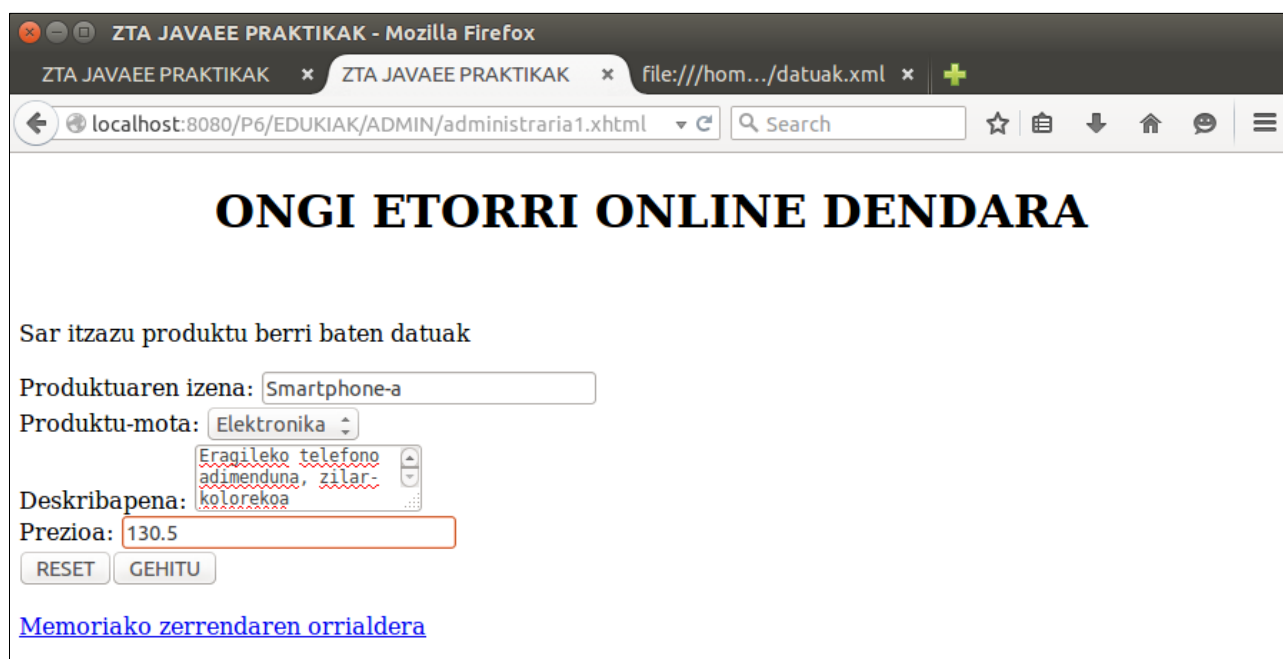 ZTA JAVAEE PRAKTIKAK - Mozilla Firefox
ZTA JAVAEE PRAKTIKAK ZTA JAVAEE PRAKTIKAK file:///hom.../datuak.xml
localhost:8080/P6/EDUKIAK/ADMIN/administraria1.xhtml Search
ONGI ETORRI ONLINE DENDARA
Sar itzazu produktu berri baten datuak
Produktuaren izena: Smartphone-a
Produktu-mota: Elektronika
Eragileko telefono
adimenduna, zilar-
Deskribapena: kolorekoa
Prezioa: 130.5
RESET GEHITU
Memoriako zerrendaren orrialdera